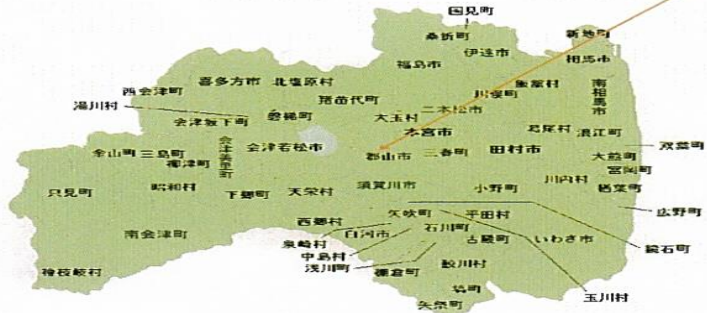 国見町
桑折町
新地町
伊達市
相馬市
福島市
喜多方市
北塩原村
飯舘村
南相馬市
西会津町
猪苗代町
川俣町
湯川村
二本松市
磐梯町
大玉村
会津坂下町
本宮市
葛尾村
浪江町
会津美里町
会津若松市
双葉町
金山町
三島町
郡山市
三春町
田村市
大熊町
柳津町
富岡町
只見町
昭和村
下郷町
天栄村
須賀川市
小野町
川内村
楢葉町
矢吹町
平田村
広野町
西郷村
南会津町
白河市
石川町
古殿町
いわき市
鏡石町
泉崎村
中島村
浅川町
棚倉町
鮫川村
檜枝岐村
塙町
玉川村
矢祭町